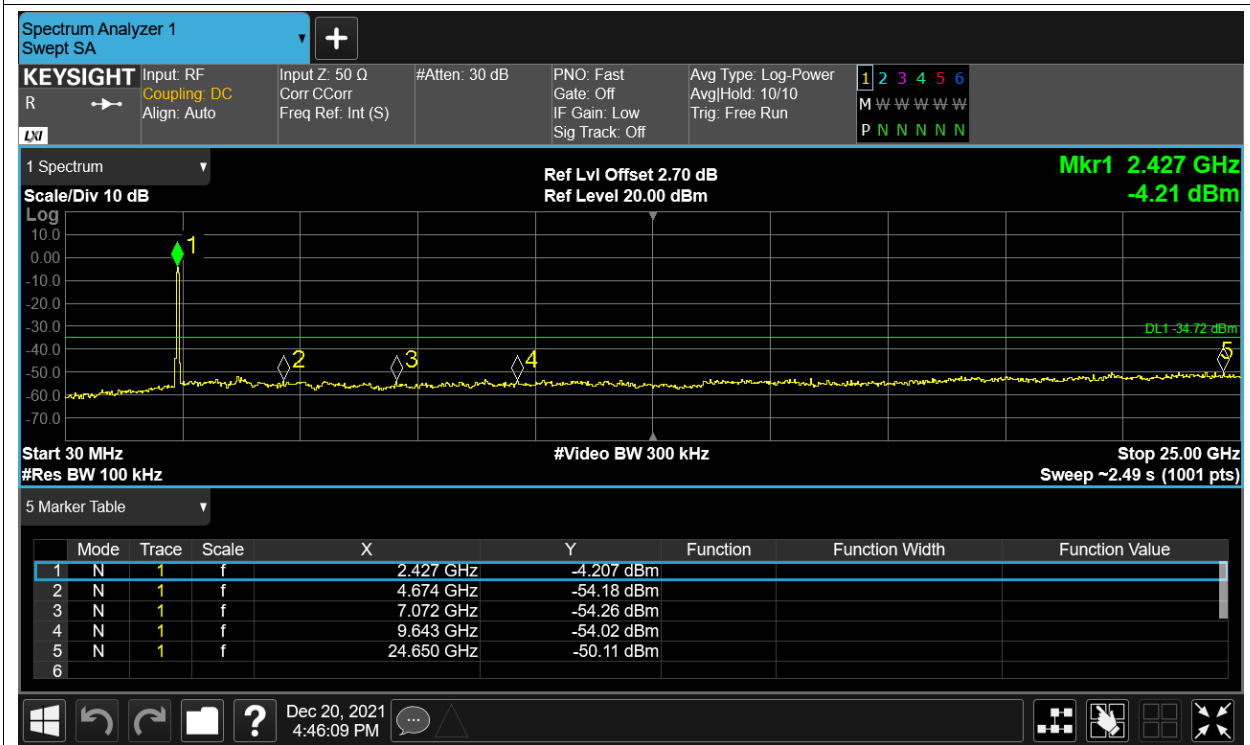 Spectrum Analyzer 1
Swept SA
KEYSIGHT
R
LXI
Input: RF
Coupling: DC
Align: Auto
Input Z: 50 Ω
Corr CCorr
Freq Ref: Int (S)
#Atten: 30 dB
PNO: Fast
Gate: Off
IF Gain: Low
Sig Track: Off
Avg Type: Log-Power
Avg|Hold: 10/10
Trig: Free Run
1 2 3 4 5 6
M W W W W W
P N N N N N
1 Spectrum
Scale/Div 10 dB
Ref Lvl Offset 2.70 dB
Ref Level 20.00 dBm
Mkr1 2.427 GHz
-4.21 dBm
Log
10.0
0.00
-10.0
-20.0
-30.0
-40.0
-50.0
-60.0
-70.0
1
2
3
4
5
DL1 -34.72 dBm
Start 30 MHz
#Video BW 300 kHz
Stop 25.00 GHz
#Res BW 100 kHz
Sweep ~2.49 s (1001 pts)
5 Marker Table
Mode Trace Scale X Y Function Function Width Function Value
1 N 1 f 2.427 GHz -4.207 dBm
2 N 1 f 4.674 GHz -54.18 dBm
3 N 1 f 7.072 GHz -54.26 dBm
4 N 1 f 9.643 GHz -54.02 dBm
5 N 1 f 24.650 GHz -50.11 dBm
6
?
Dec 20, 2021
4:46:09 PM